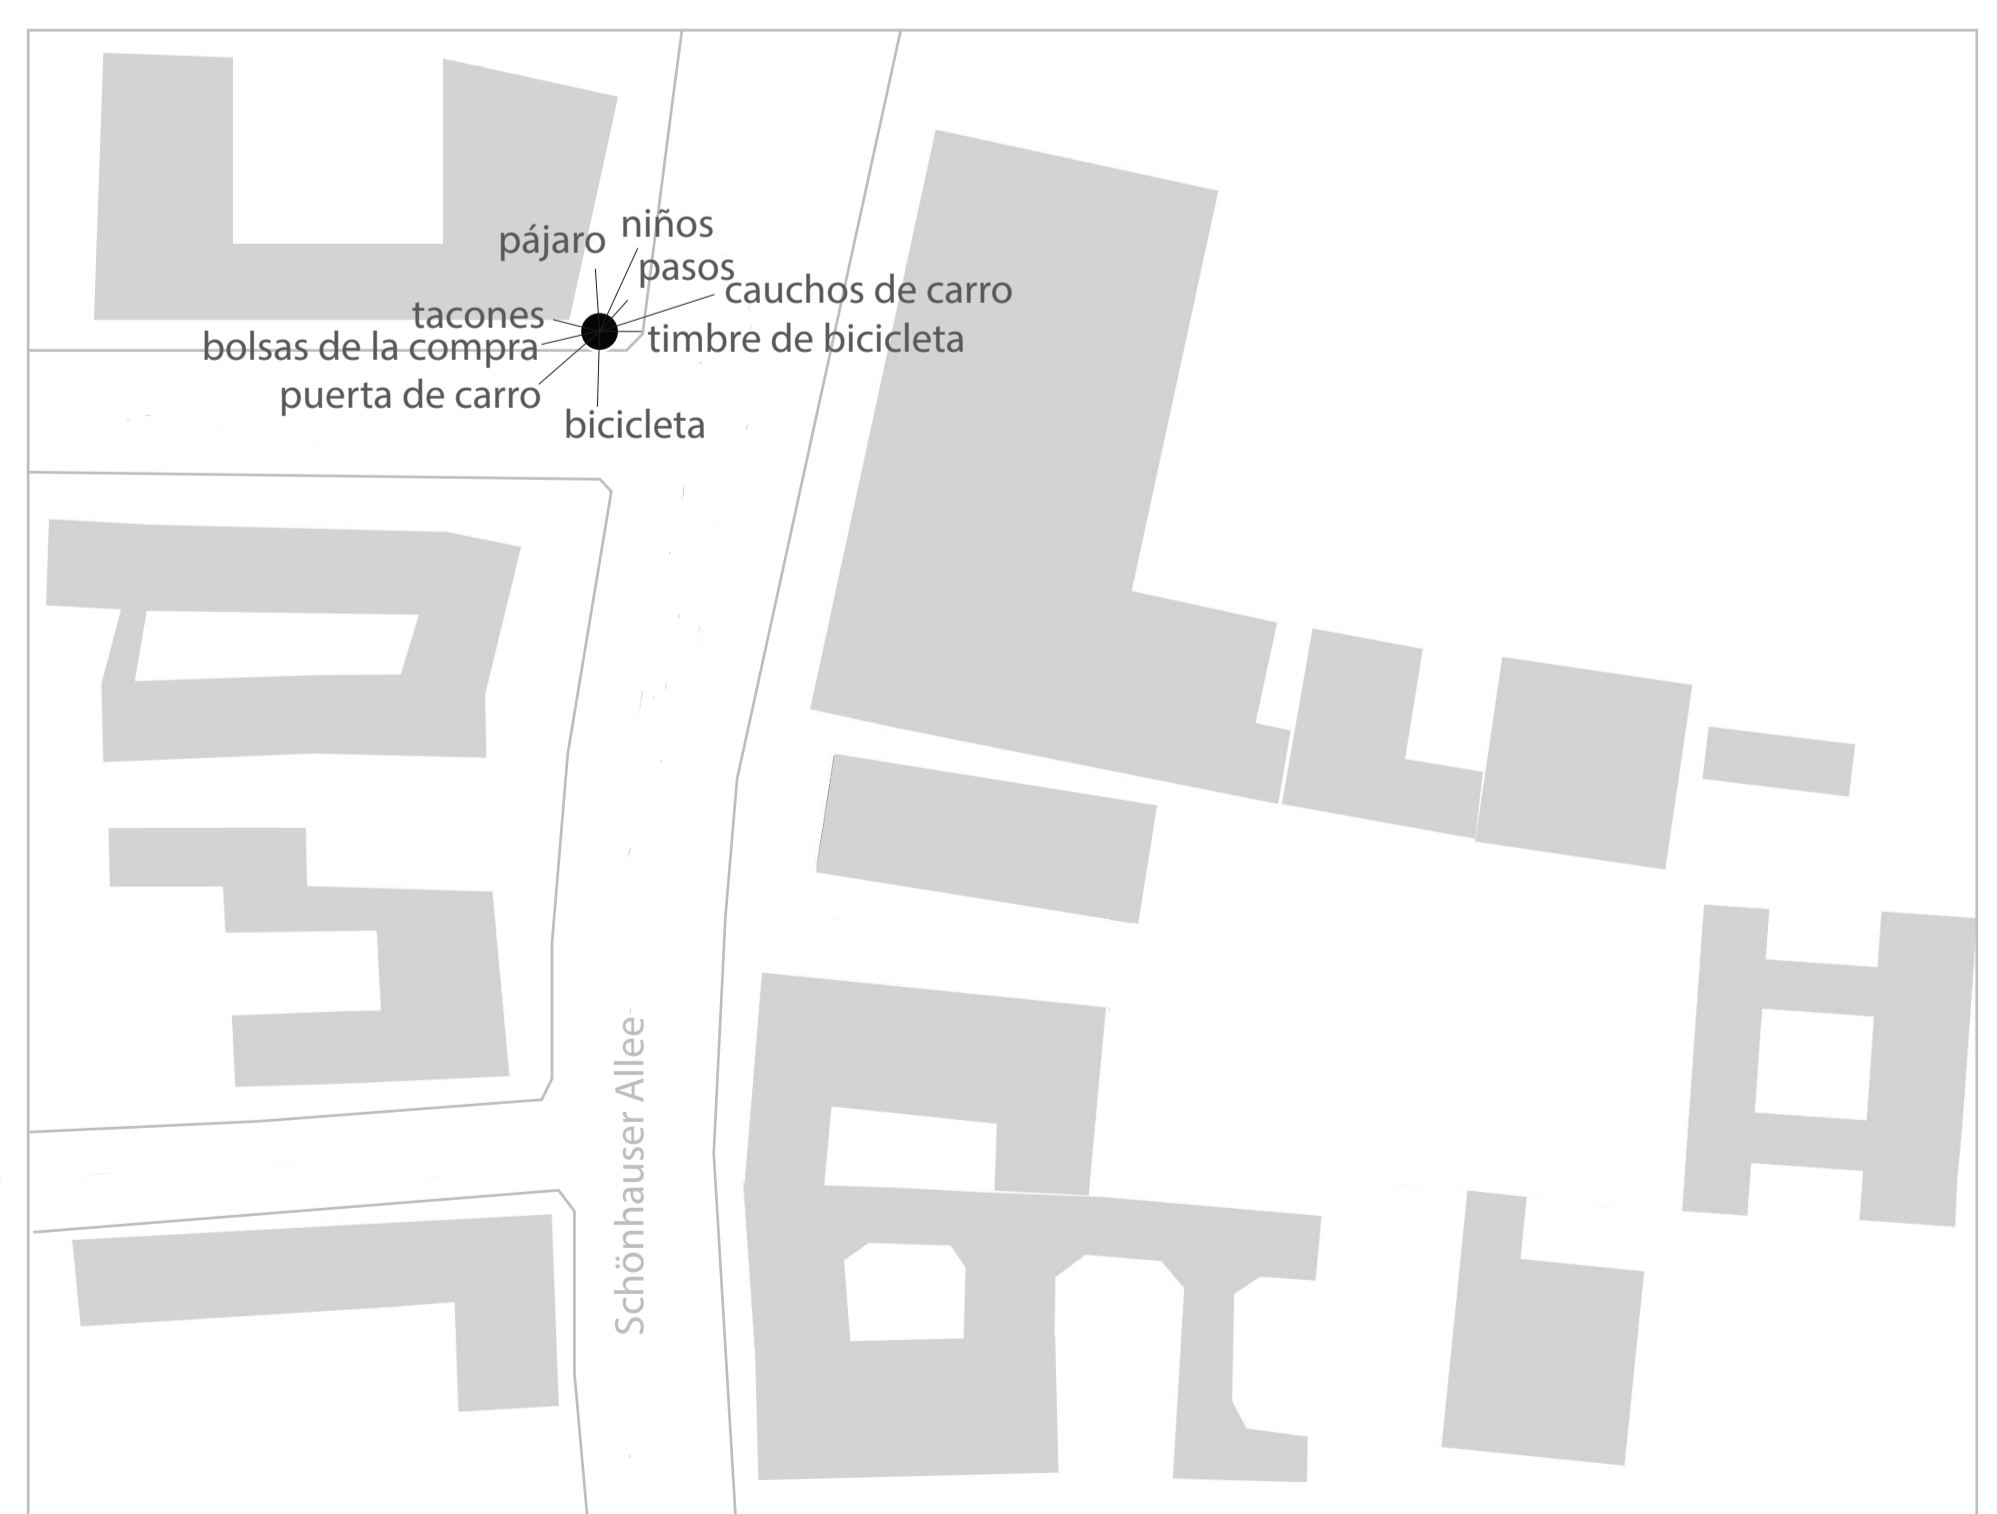 niños
pájaro
pasos
cauchos de carro
tacones
timbre de bicicleta
bolsas de la compra
puerta de carro
bicicleta
Schönhauser Allee